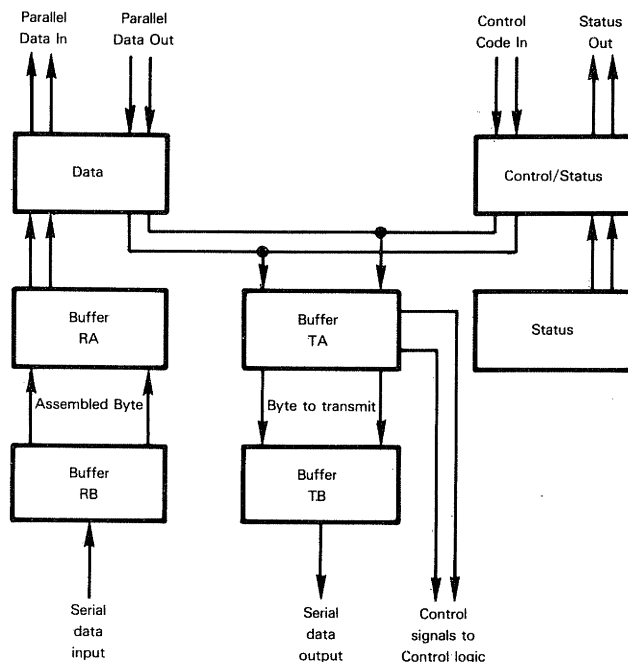 Parallel
Data In
Parallel
Data Out
Control
Code In
Status
Out
Data
Control/Status
Buffer
RA
Buffer
TA
Status
Assembled Byte
Byte to transmit
Buffer
RB
Buffer
TB
Serial
data
input
Serial
data
output
Control
signals to
Control logic